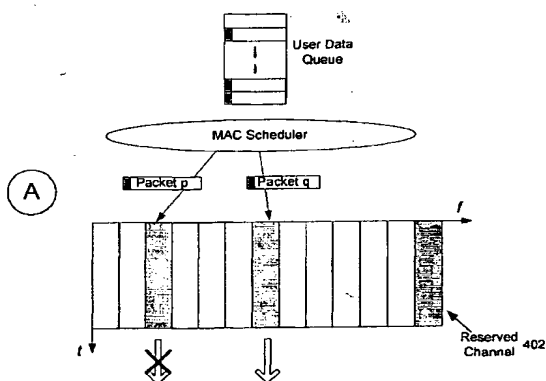 User Data
Queue
MAC Scheduler
Packet p
Packet q
A
f
t
Reserved
Channel 402